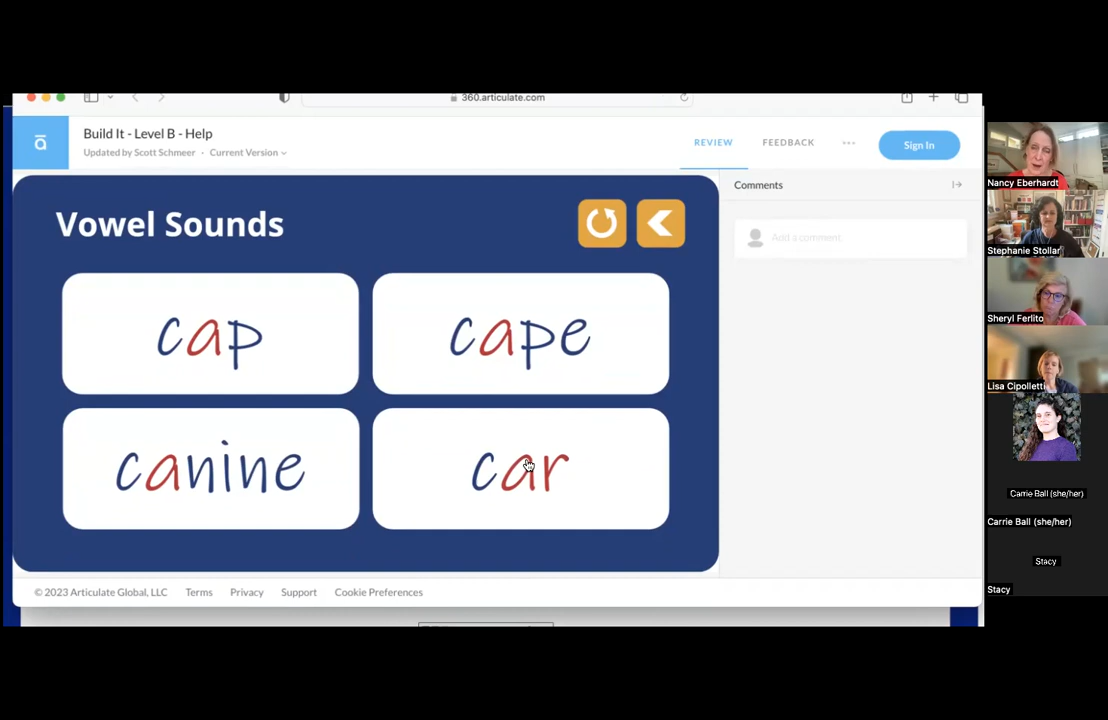 360.articulate.com
ā
Build It - Level B - Help
Updated by Scott Schmeer · Current Version
REVIEW
FEEDBACK
Sign In
Vowel Sounds
cap
cape
canine
car
Comments
Add a comment.
© 2023 Articulate Global, LLC
Terms
Privacy
Support
Cookie Preferences
Nancy Eberhardt
Stephanie Stollar
Sheryl Ferlito
Lisa Cipolletti
Carrie Ball (she/her)
Carrie Ball (she/her)
Stacy
Stacy